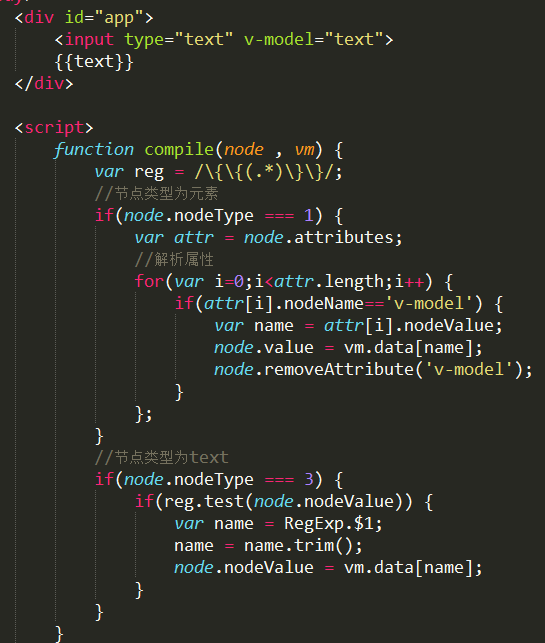 <div id="app">
<input type="text" v-model="text">
{{text}}
</div>
<script>
function compile(node , vm) {
var reg = /\{\{(.*)\}\}/;
//节点类型为元素
if(node.nodeType === 1) {
var attr = node.attributes;
//解析属性
for(var i=0;i<attr.length;i++) {
if(attr[i].nodeName=='v-model') {
var name = attr[i].nodeValue;
node.value = vm.data[name];
node.removeAttribute('v-model');
}
};
}
//节点类型为text
if(node.nodeType === 3) {
if(reg.test(node.nodeValue)) {
var name = RegExp.$1;
name = name.trim();
node.nodeValue = vm.data[name];
}
}
}